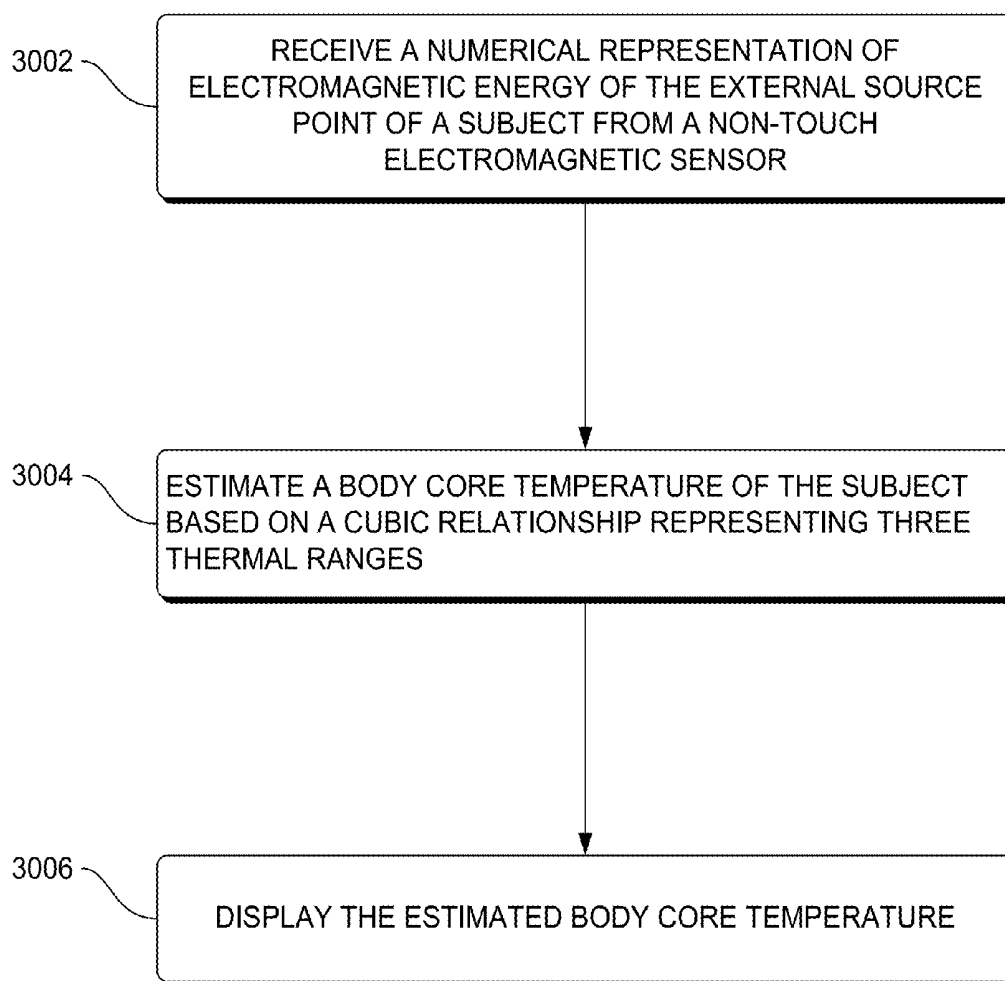 3002
RECEIVE A NUMERICAL REPRESENTATION OF
ELECTROMAGNETIC ENERGY OF THE EXTERNAL SOURCE
POINT OF A SUBJECT FROM A NON-TOUCH
ELECTROMAGNETIC SENSOR
3004
ESTIMATE A BODY CORE TEMPERATURE OF THE SUBJECT
BASED ON A CUBIC RELATIONSHIP REPRESENTING THREE
THERMAL RANGES
3006
DISPLAY THE ESTIMATED BODY CORE TEMPERATURE